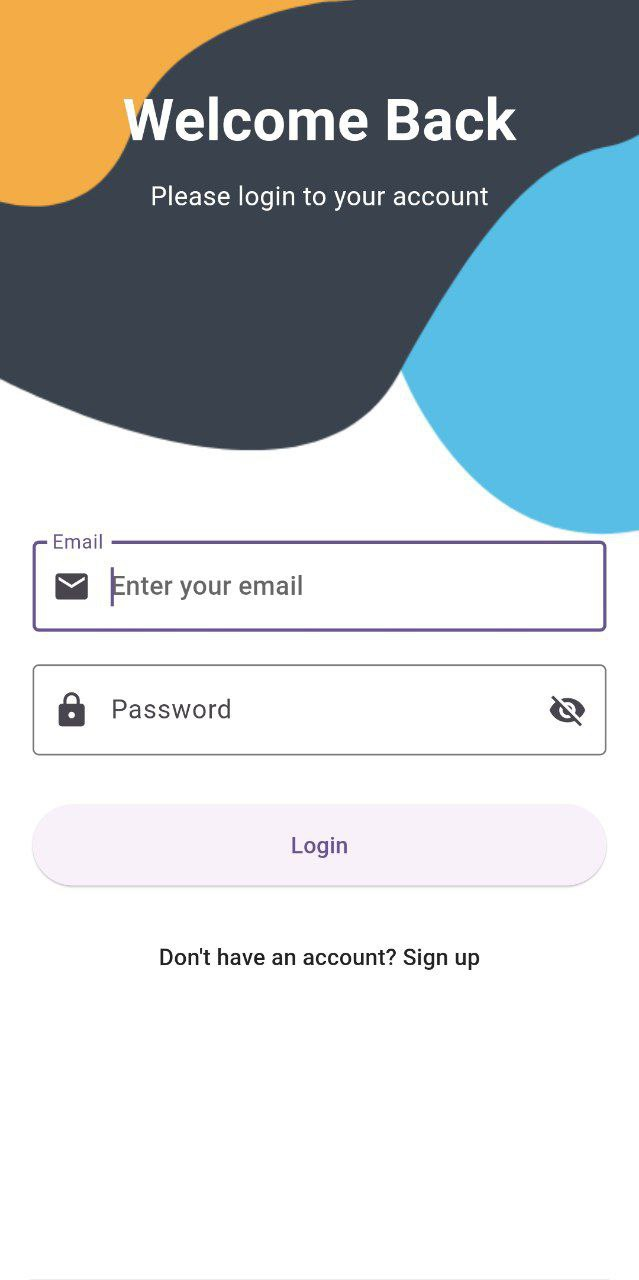 Welcome Back
Please login to your account
Email
Enter your email
Password
Login
Don't have an account? Sign up